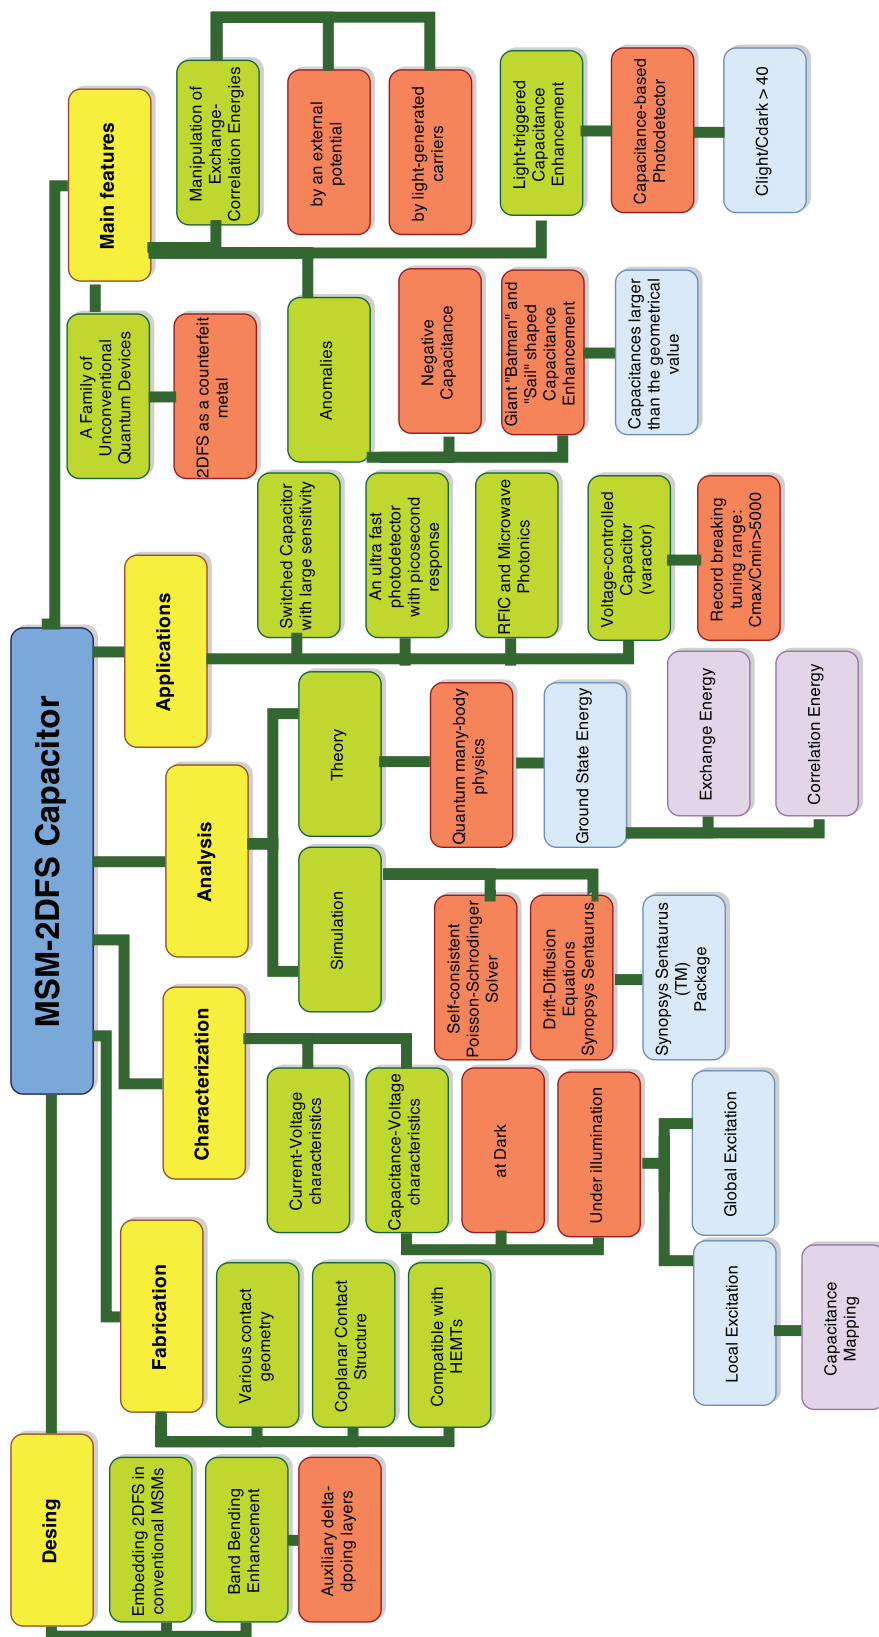 MSM-2DFS Capacitor
Desing
Embedding 2DFS in
conventional MSMs
Band Bending
Enhancement
Auxiliary delta-
dpoing layers
Fabrication
Various contact
geometry
Coplanar Contact
Structure
Compatible with
HEMTs
Characterization
Current-Voltage
characteristics
Capacitance-Voltage
characteristics
at Dark
Under illumination
Local Excitation
Capacitance
Mapping
Global Excitation
Analysis
Simulation
Self-consistent
Poisson-Schrodinger
Solver
Drift-Diffusion
Equations
Synopsys Sentaurus
Synopsys Sentaurus
(TM)
Package
Theory
Quantum many-body
physics
Ground State Energy
Exchange Energy
Correlation Energy
Applications
Switched Capacitor
with large sensitivity
An ultra fast
photodetector
with picosecond
response
RFIC and Microwave
Photonics
Voltage-controlled
Capacitor
(varactor)
Record breaking
tuning range:
Cmax/Cmin>5000
Main features
A Family of
Unconventional
Quantum Devices
2DFS as a counterfeit
metal
Anomalies
Negative
Capacitance
Giant "Batman" and
"Sail" shaped
Capacitance
Enhancement
Capacitances larger
than the geometrical
value
Manipulation of
Exchange-
Correlation Energies
by an external
potential
by light-generated
carriers
Light-triggered
Capacitance
Enhancement
Capacitance-based
Photodetector
Clight/Cdark > 40